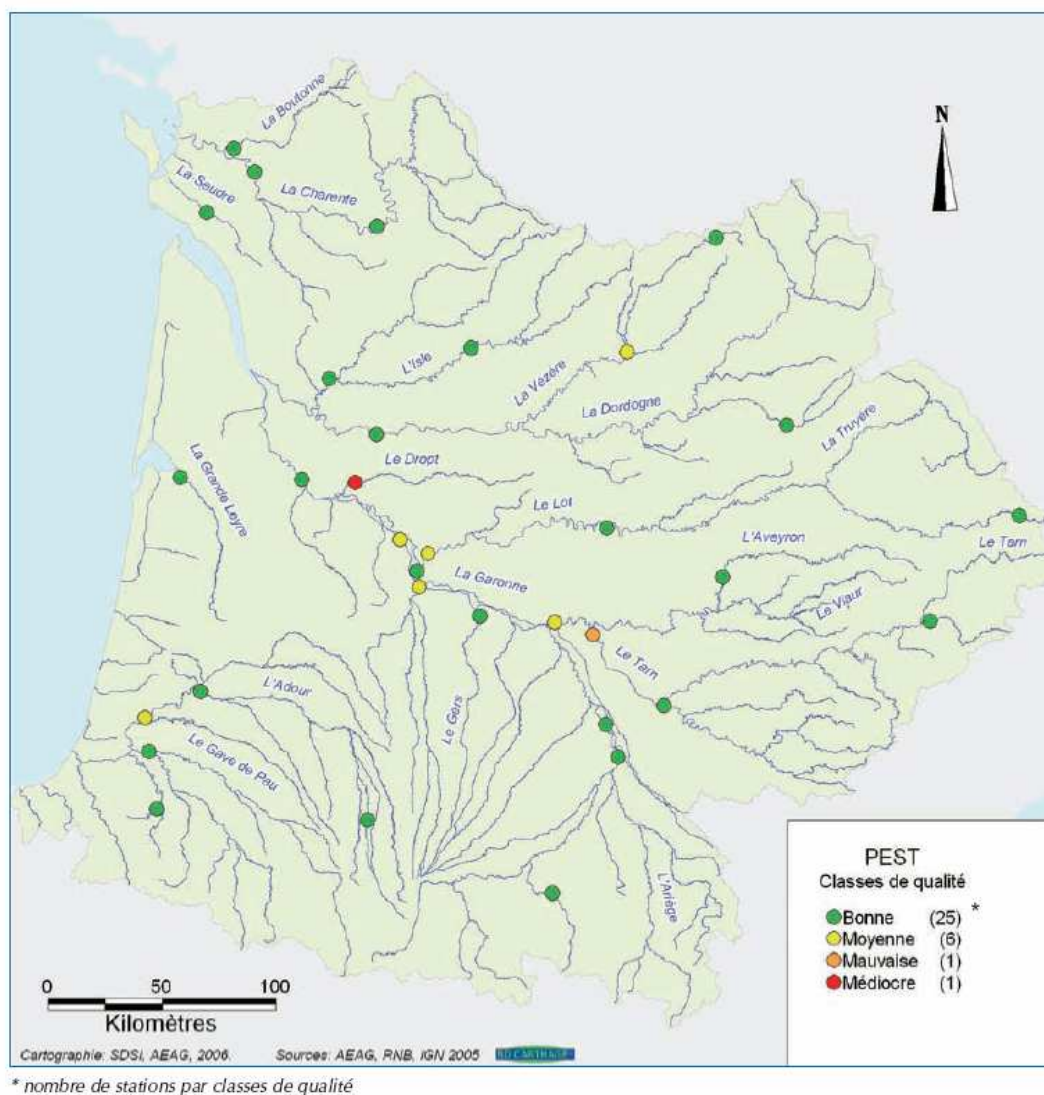 La Boutonne
N
La Seudre
La Charente
L'Isle
La Vézère
La Dordogne
La Truyère
Le Dropt
La Grande Leyre
Le Lot
L'Aveyron
Le Tarn
La Garonne
Le Viaur
Le Tarn
L'Adour
Le Gers
Le Gave de Pau
L'Ariège
PEST
Classes de qualité
Bonne (25) *
Moyenne (6)
Mauvaise (1)
Médiocre (1)
0 50 100
Kilomètres
Cartographie: SDSI, AEAG, 2006. Sources: AEAG, RNB, IGN 2005 BD CARTHAGE
* nombre de stations par classes de qualité